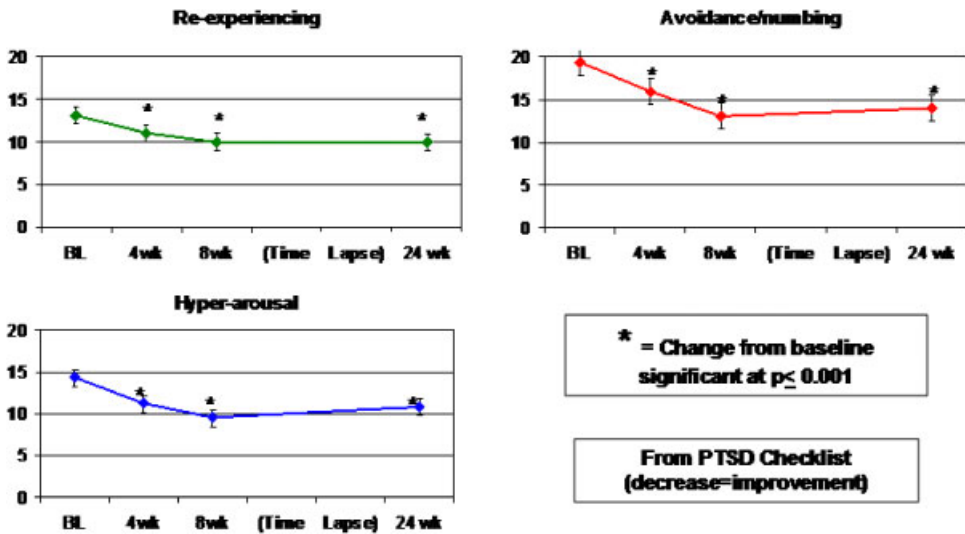 Re-experiencing
20
15
10
5
0
BL 4wk 8wk (Time Lapse) 24 wk
* * *
Avoidance/numbing
20
15
10
5
0
BL 4wk 8wk (Time Lapse) 24 wk
* * *
Hyper-arousal
20
15
10
5
0
BL 4wk 8wk (Time Lapse) 24 wk
* * *
* = Change from baseline
significant at p≤ 0.001
From PTSD Checklist
(decrease=improvement)